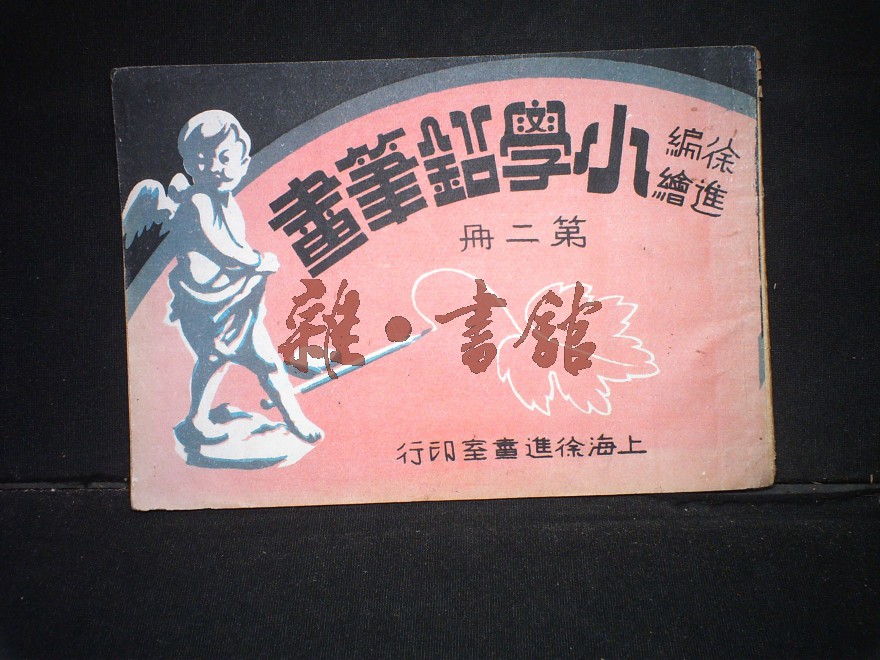 徐進
編繪
小學鉛筆畫
第二冊
雜·書館
上海徐進畫室印行